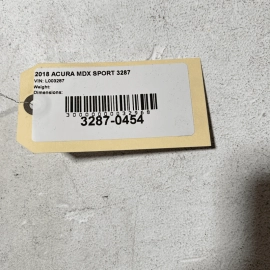 2018 ACURA MDX SPORT 3287
VIN: L003287
Weight:
Dimensions:
3287-0454